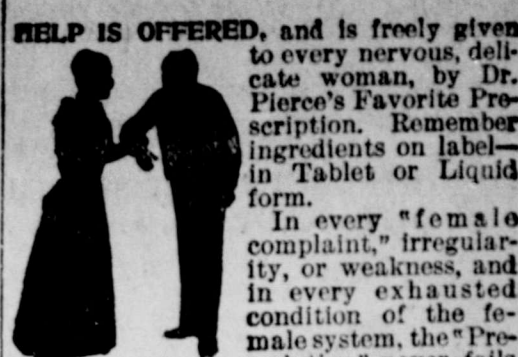 HELP IS OFFERED, and is freely given
to every nervous, deli-
cate woman, by Dr.
Pierce's Favorite Pre-
scription. Remember
ingredients on label—
in Tablet or Liquid
form.
In every "female
complaint," irregular-
ity, or weakness, and
in every exhausted
condition of the fe-
male system, the "Pre-